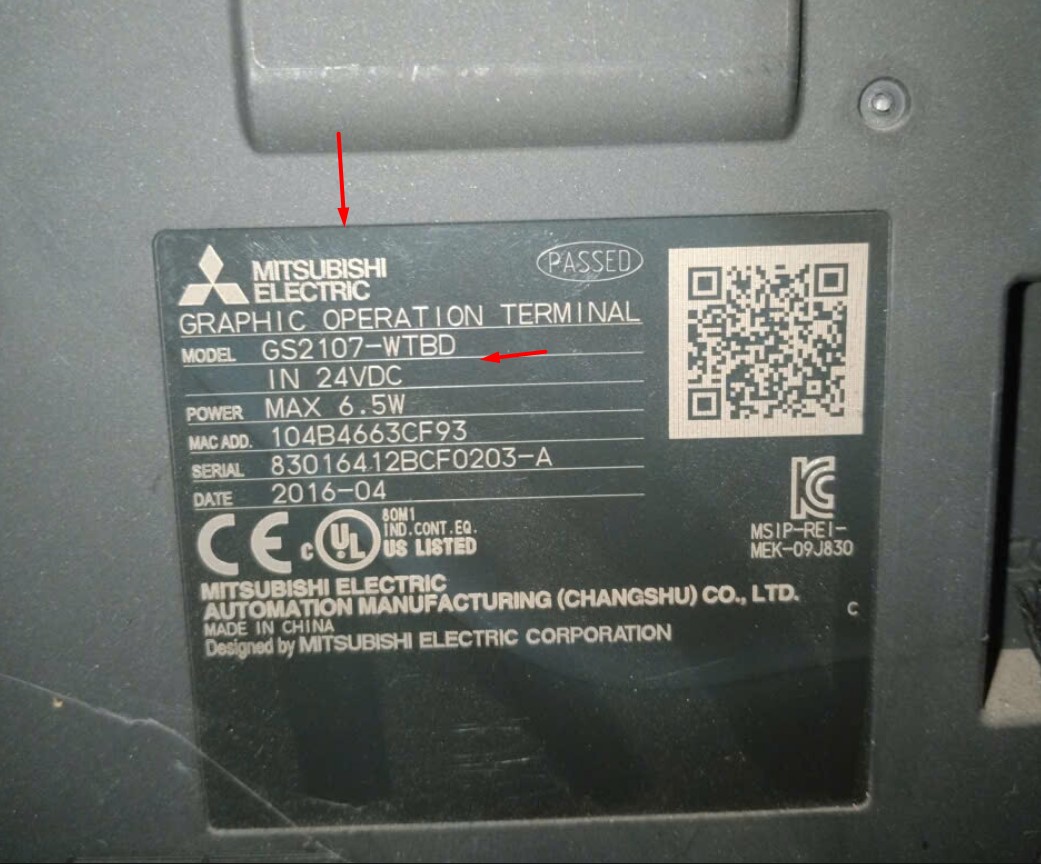 MITSUBISHI
ELECTRIC
PASSED
GRAPHIC OPERATION TERMINAL
MODEL GS2107-WTBD
IN 24VDC
POWER MAX 6.5W
MAC ADD. 104B4663CF93
SERIAL 83016412BCF0203-A
DATE 2016-04
CE C UL US LISTED
80M1
IND.CONT.EQ.
MSIP-REI-
MEK-09J830
MITSUBISHI ELECTRIC
AUTOMATION MANUFACTURING (CHANGSHU) CO., LTD.
C
MADE IN CHINA
Designed by MITSUBISHI ELECTRIC CORPORATION